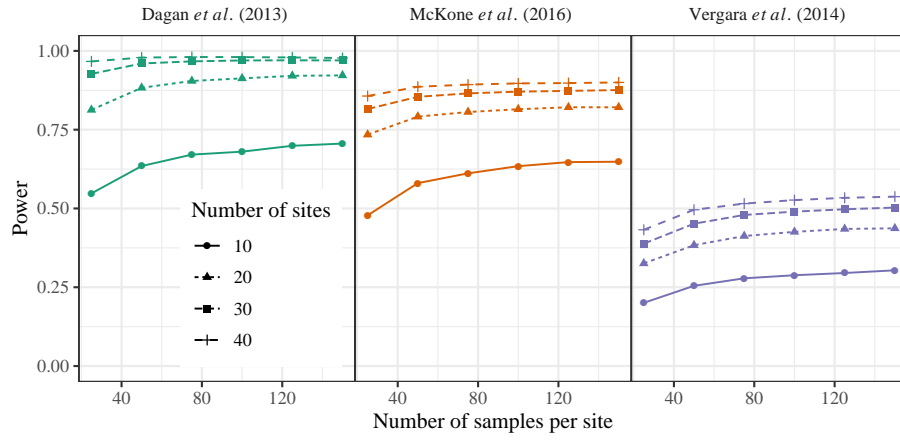 Dagan et al. (2013) McKone et al. (2016) Vergara et al. (2014)
1.00
0.75
0.50
0.25
0.00
Power
Number of sites
10
20
30
40
40 80 120 40 80 120 40 80 120
Number of samples per site